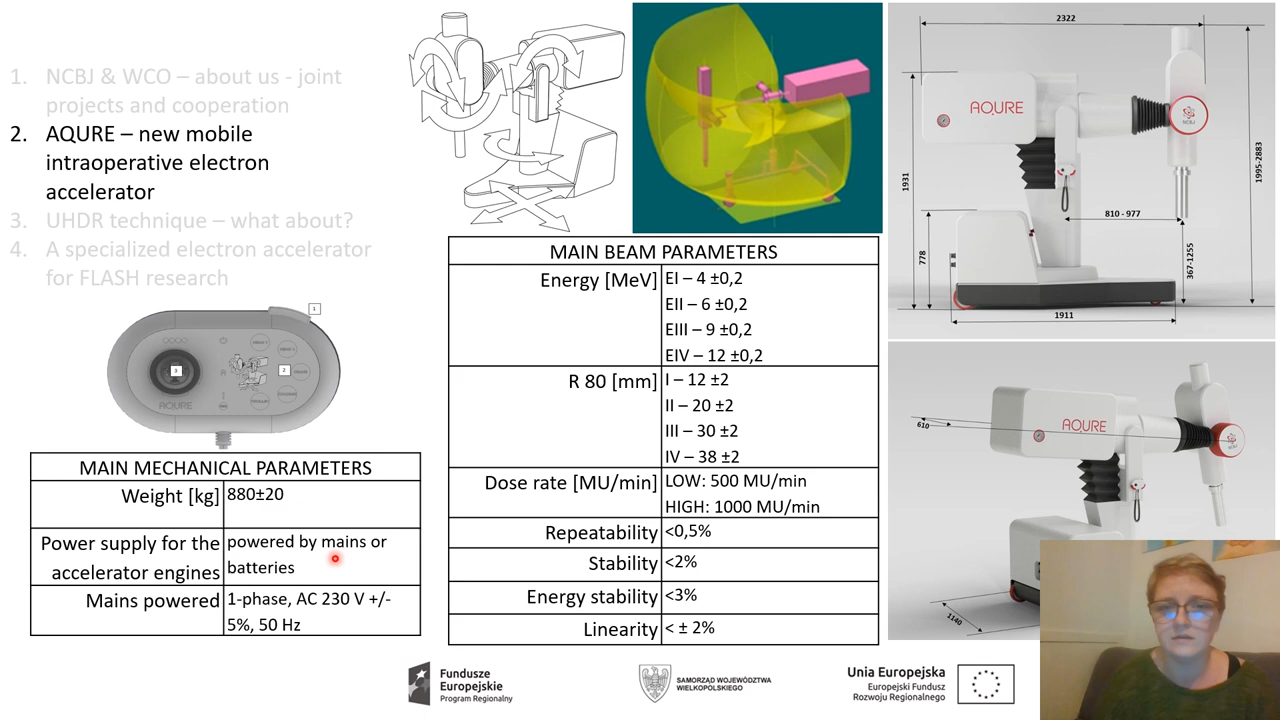 1. NCBJ & WCO – about us - joint
projects and cooperation
2. AQURE – new mobile
intraoperative electron
accelerator
3. UHDR technique – what about?
4. A specialized electron accelerator
for FLASH research
1
2
3
AQURE
MAIN MECHANICAL PARAMETERS
Weight [kg] 880±20
Power supply for the accelerator engines powered by mains or
batteries
Mains powered 1-phase, AC 230 V +/-
5%, 50 Hz
MAIN BEAM PARAMETERS
Energy [MeV] EI – 4 ±0,2
EII – 6 ±0,2
EIII – 9 ±0,2
EIV – 12 ±0,2
R 80 [mm] I – 12 ±2
II – 20 ±2
III – 30 ±2
IV – 38 ±2
Dose rate [MU/min] LOW: 500 MU/min
HIGH: 1000 MU/min
Repeatability <0,5%
Stability <2%
Energy stability <3%
Linearity < ± 2%
2322
AQURE
NCBJ
1931
1995-2883
810 - 977
778
367-1255
1911
610
AQURE
NCBJ
1140
Fundusze
Europejskie
Program Regionalny
SAMORZĄD WOJEWÓDZTWA
WIELKOPOLSKIEGO
Unia Europejska
Europejski Fundusz
Rozwoju Regionalnego